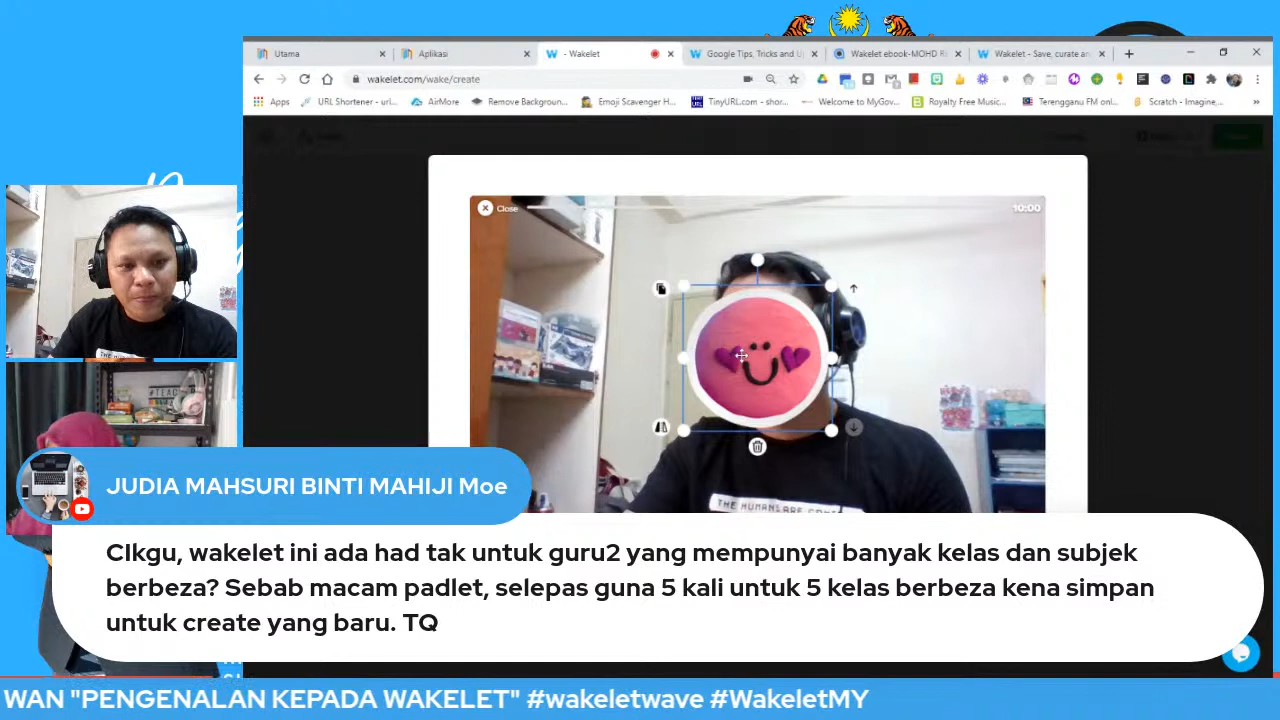 Utama
Aplikasi
- Wakelet
Google Tips, Tricks and U
Wakelet ebook-MOHD R
Wakelet - Save, curate an
wakelet.com/wake/create
Apps
URL Shortener - url...
AirMore
Remove Backgroun...
Emoji Scavenger H...
TinyURL.com - shor...
Welcome to MyGov...
Royalty Free Music...
Terengganu FM onl...
Scratch - Imagine,...
Close
10:00
#TEAC
THE HUMANS ARE
JUDIA MAHSURI BINTI MAHIJI Moe
CIkgu, wakelet ini ada had tak untuk guru2 yang mempunyai banyak kelas dan subjek
berbeza? Sebab macam padlet, selepas guna 5 kali untuk 5 kelas berbeza kena simpan
untuk create yang baru. TQ
WAN "PENGENALAN KEPADA WAKELET" #wakeletwave #WakeletMY